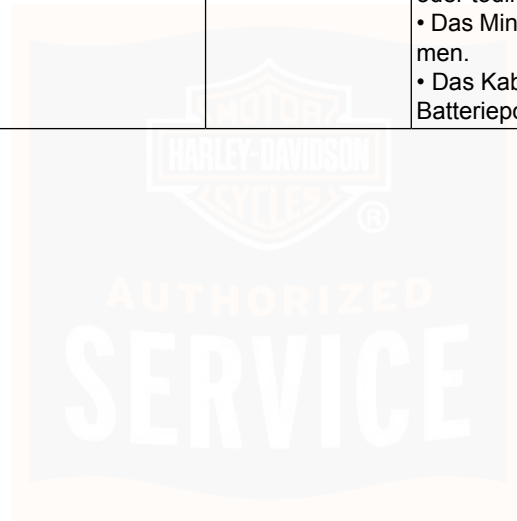 • Das Min
men.
• Das Kab
Batteriepo
MOTOR
HARLEY-DAVIDSON
CYCLES
®
AUTHORIZED
SERVICE